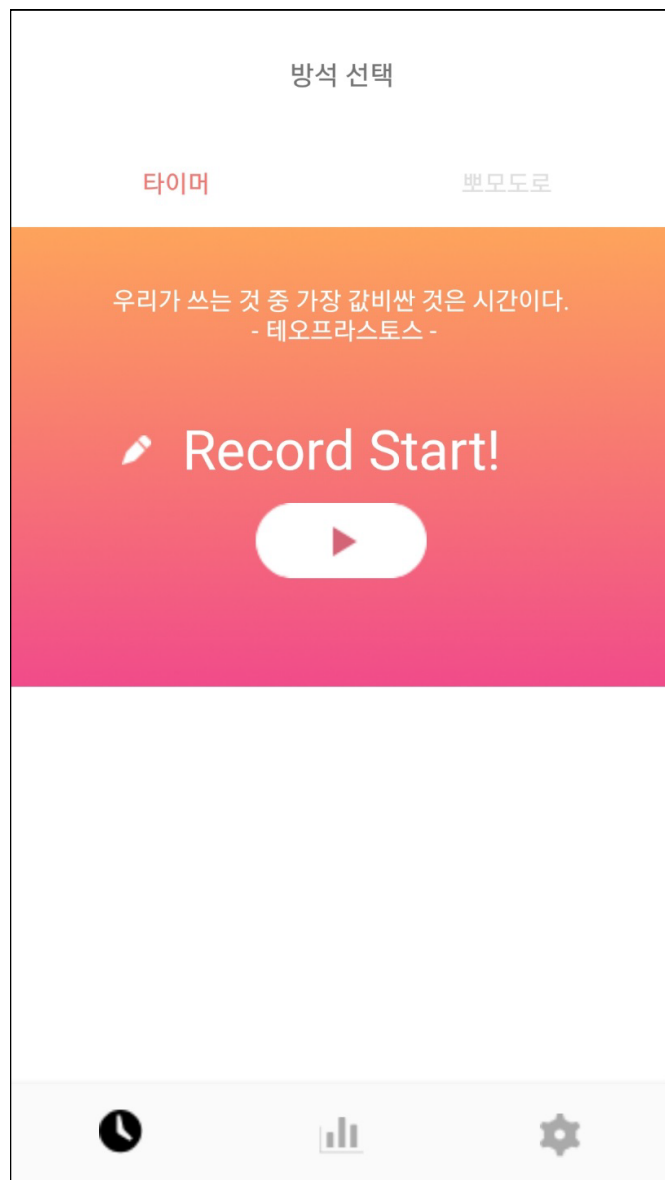 방석 선택
타이머
뽀모도로
우리가 쓰는 것 중 가장 값비싼 것은 시간이다.
- 테오프라스토스 -
Record Start!